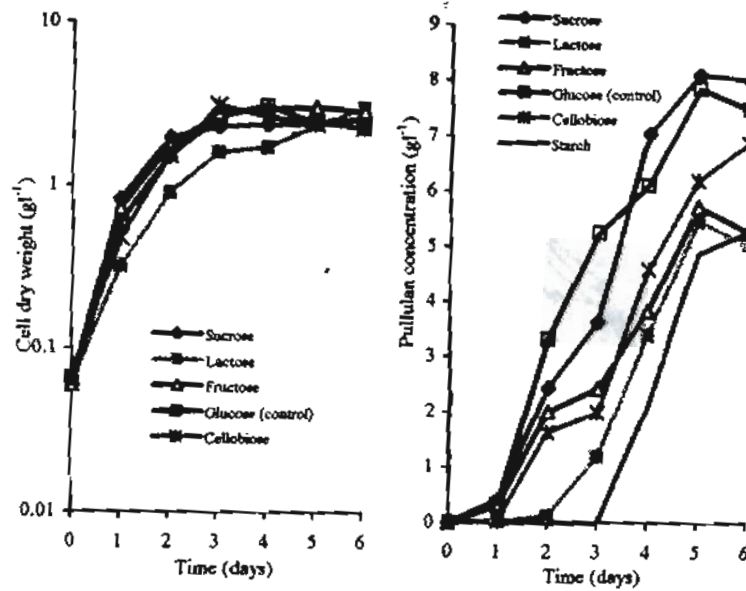 10
1
0.1
0.01
Cell dry weight (gl⁻¹)
0 1 2 3 4 5 6
Time (days)
Sucrose
Lactose
Fructose
Glucose (control)
Cellobiose
9
8
7
6
5
4
3
2
1
0
Pullulan concentration (gl⁻¹)
0 1 2 3 4 5 6
Time (days)
Sucrose
Lactose
Fructose
Glucose (control)
Cellobiose
Starch